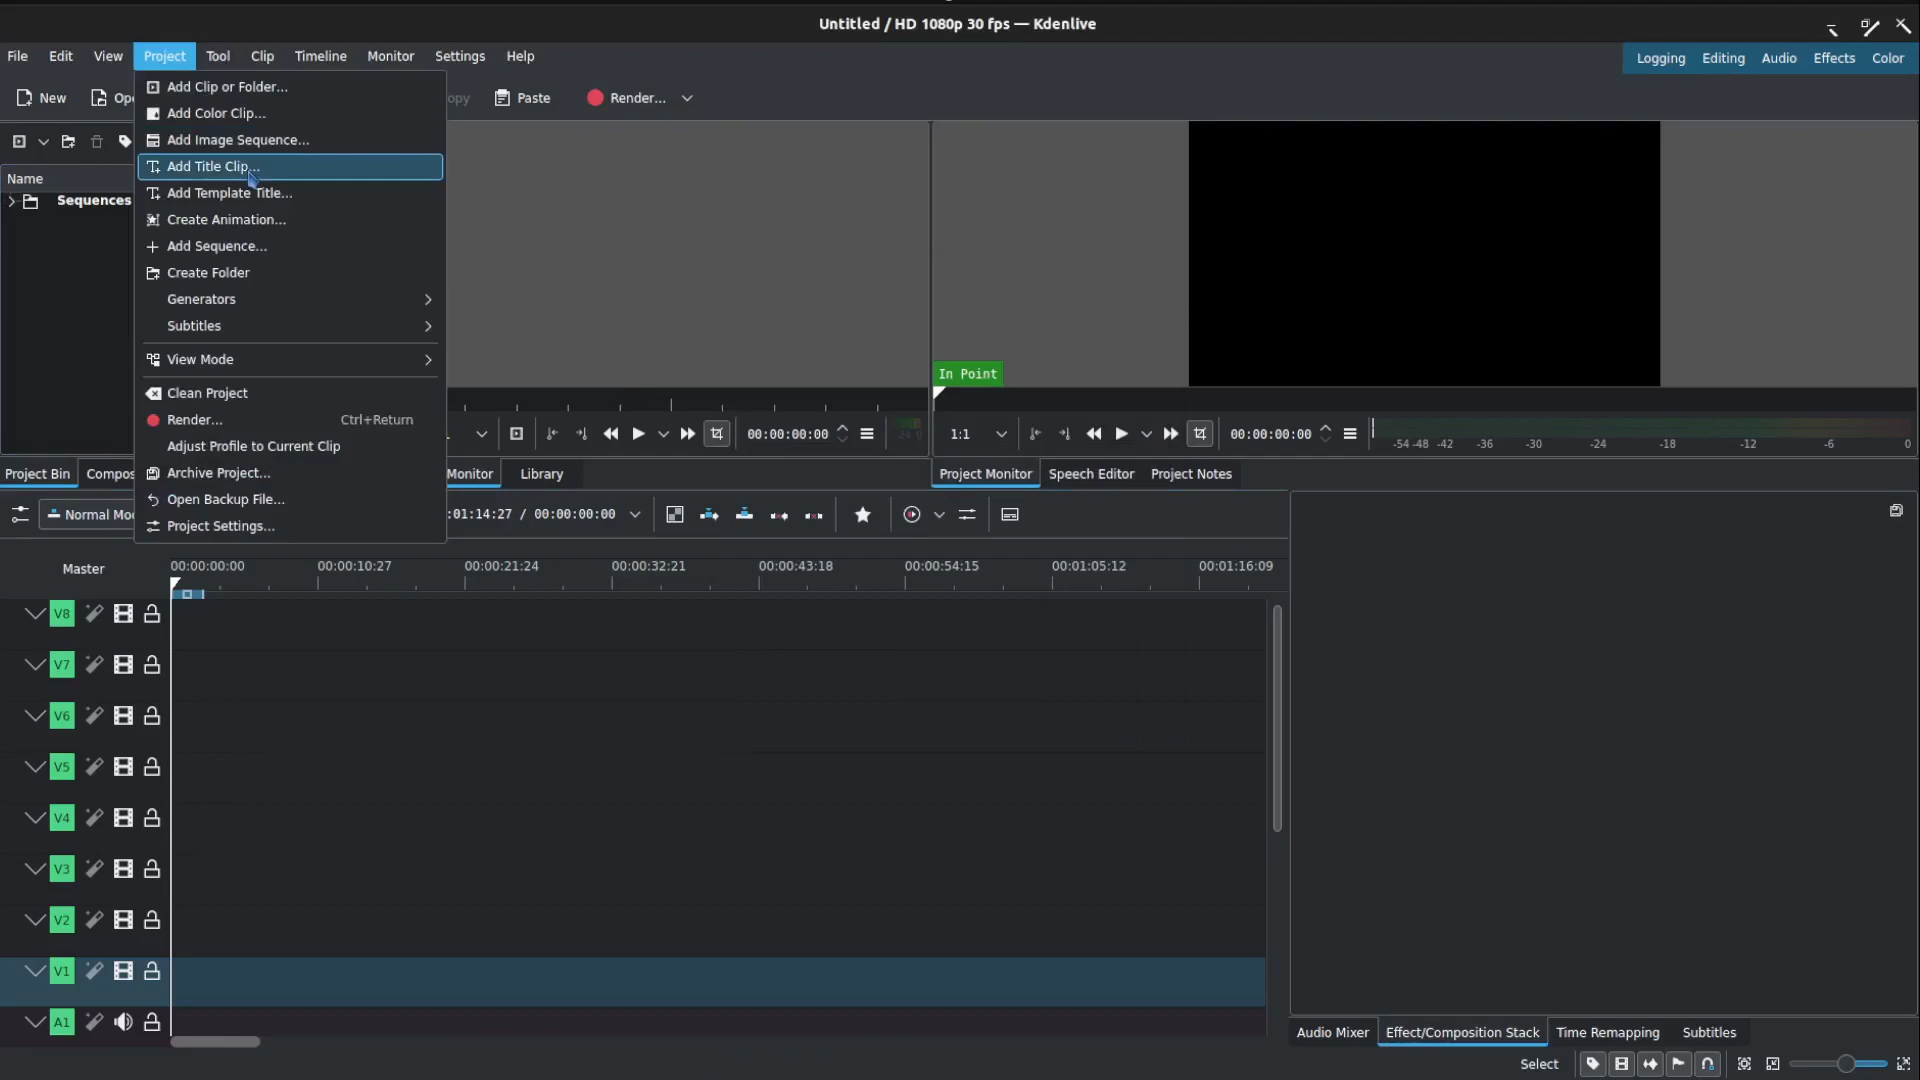 Untitled / HD 1080p 30 fps — Kdenlive
File Edit View Project Tool Clip Timeline Monitor Settings Help
Logging Editing Audio Effects Color
New Paste Render...
Add Clip or Folder...
Add Color Clip...
Add Image Sequence...
Add Title Clip...
Add Template Title...
Create Animation...
Add Sequence...
Create Folder
Generators
Subtitles
View Mode
Clean Project
Render... Ctrl+Return
Adjust Profile to Current Clip
Archive Project...
Open Backup File...
Project Settings...
Name
Sequences
In Point
00:00:00:00
1:1 00:00:00:00
-54 -48 -42 -36 -30 -24 -18 -12 -6 0
Project Bin Monitor Library
Project Monitor Speech Editor Project Notes
Normal :01:14:27 / 00:00:00:00
Master
00:00:00:00 00:00:10:27 00:00:21:24 00:00:32:21 00:00:43:18 00:00:54:15 00:01:05:12 00:01:16:09
V8
V7
V6
V5
V4
V3
V2
V1
A1
Audio Mixer Effect/Composition Stack Time Remapping Subtitles
Select